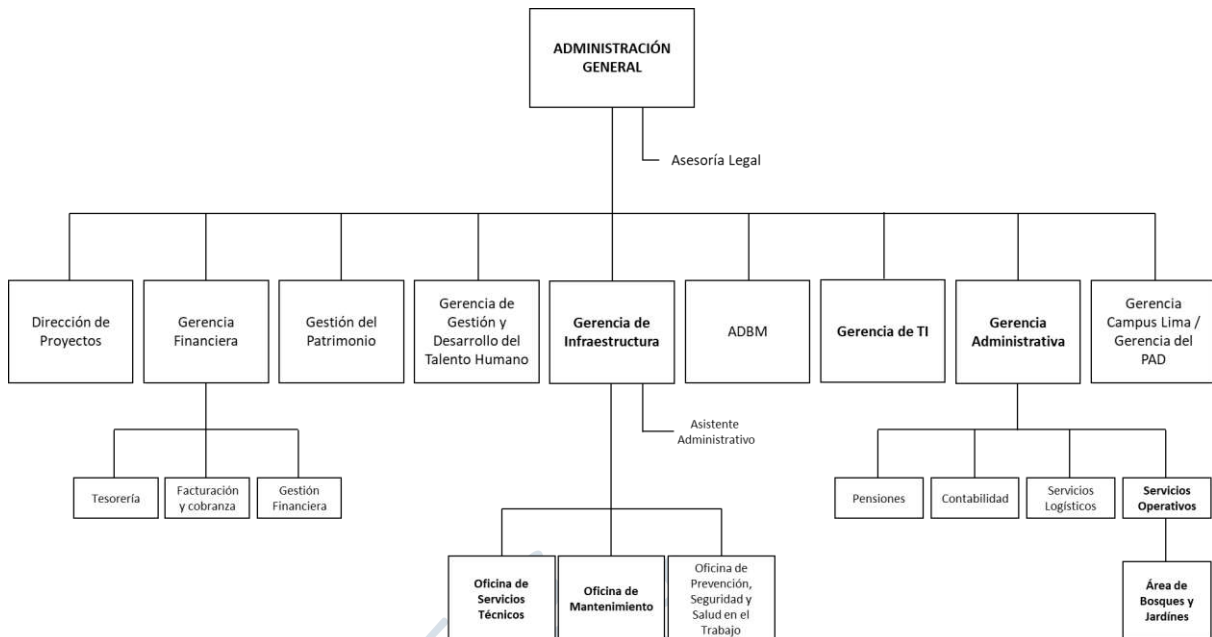 ADMINISTRACIÓN
GENERAL
Asesoría Legal
Dirección de
Proyectos
Gerencia
Financiera
Gestión del
Patrimonio
Gerencia de
Gestión y
Desarrollo del
Talento Humano
Gerencia de
Infraestructura
ADBM
Gerencia de TI
Gerencia
Administrativa
Gerencia
Campus Lima /
Gerencia del
PAD
Asistente
Administrativo
Tesorería
Facturación
y cobranza
Gestión
Financiera
Pensiones
Contabilidad
Servicios
Logísticos
Servicios
Operativos
Oficina de
Servicios
Técnicos
Oficina de
Mantenimiento
Oficina de
Prevención,
Seguridad y
Salud en el
Trabajo
Área de
Bosques y
Jardínes